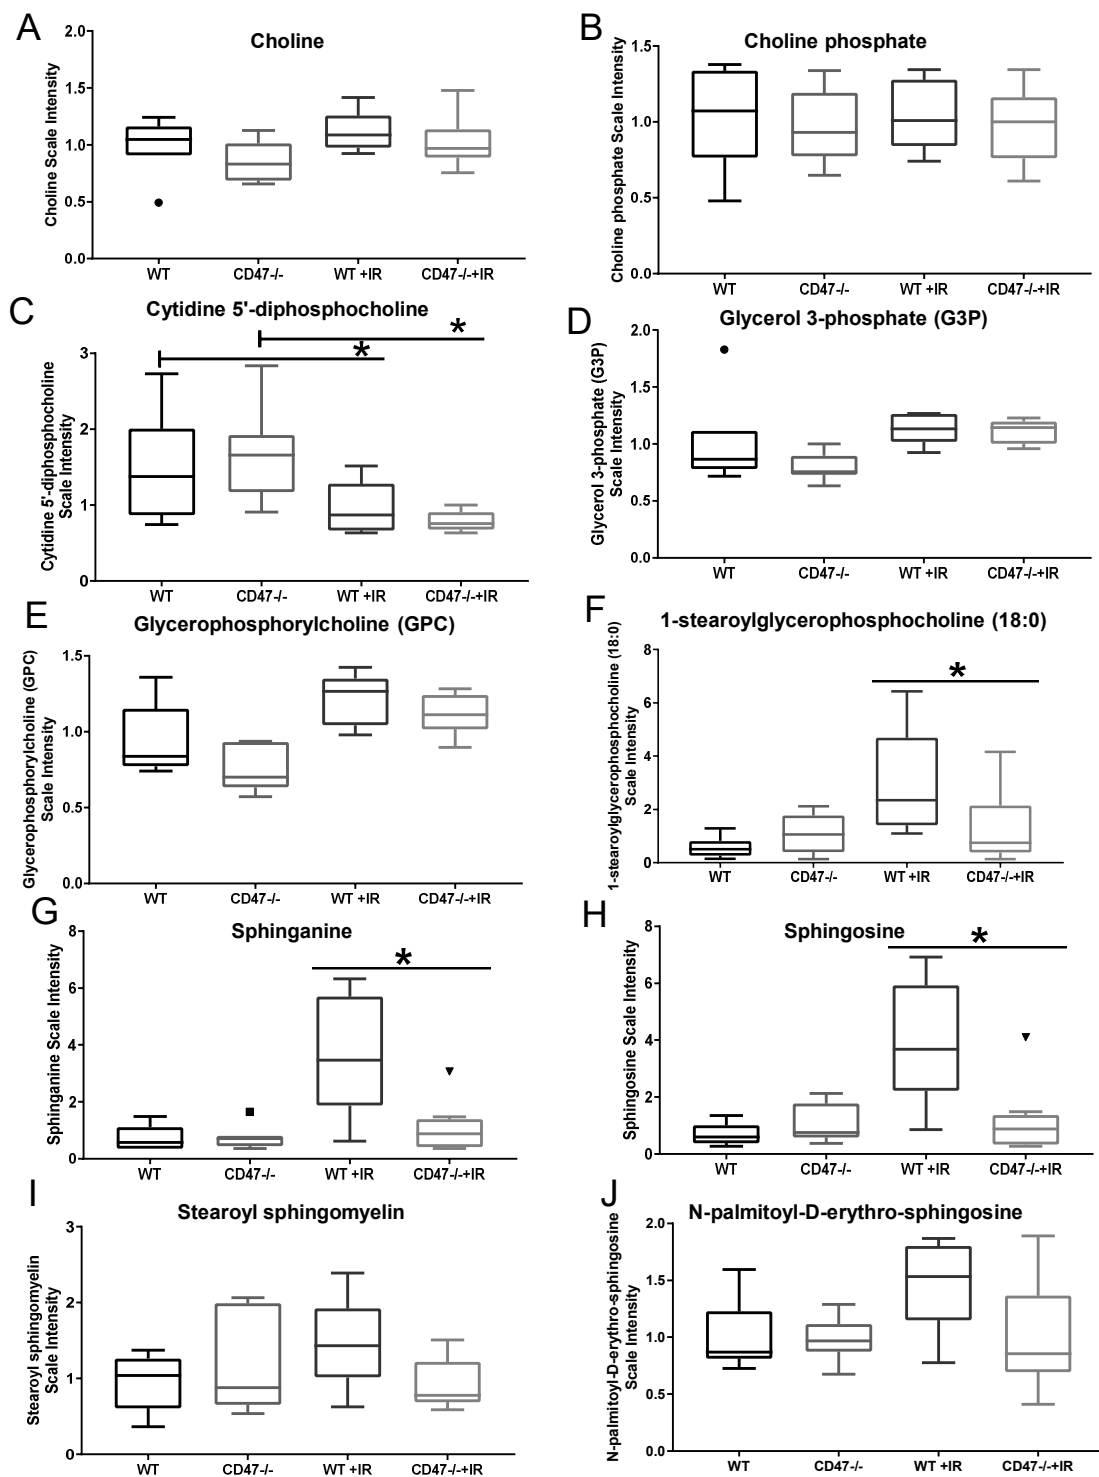 A
Choline
Choline Scale Intensity
2.0
1.5
1.0
0.5
0.0
WT
CD47-/-
WT +IR
CD47-/-+IR
B
Choline phosphate
Choline phosphate Scale Intensity
1.5
1.0
0.5
0.0
WT
CD47-/-
WT +IR
CD47-/-+IR
C
Cytidine 5'-diphosphocholine
Cytidine 5'-diphosphocholine
Scale Intensity
3
2
1
0
*
*
WT
CD47-/-
WT +IR
CD47-/-+IR
D
Glycerol 3-phosphate (G3P)
Glycerol 3-phosphate (G3P)
Scale Intensity
2.0
1.5
1.0
0.5
0.0
WT
CD47-/-
WT +IR
CD47-/-+IR
E
Glycerophosphorylcholine (GPC)
Glycerophosphorylcholine (GPC)
Scale Intensity
1.5
1.0
0.5
0.0
WT
CD47-/-
WT +IR
CD47-/-+IR
F
1-stearoylglycerophosphocholine (18:0)
1-stearoylglycerophosphocholine (18:0)
Scale Intensity
8
6
4
2
0
*
WT
CD47-/-
WT +IR
CD47-/-+IR
G
Sphinganine
Sphinganine Scale Intensity
8
6
4
2
0
*
WT
CD47-/-
WT +IR
CD47-/-+IR
H
Sphingosine
Sphingosine Scale Intensity
8
6
4
2
0
*
WT
CD47-/-
WT +IR
CD47-/-+IR
I
Stearoyl sphingomyelin
Stearoyl sphingomyelin
Scale Intensity
3
2
1
0
WT
CD47-/-
WT +IR
CD47-/-+IR
J
N-palmitoyl-D-erythro-sphingosine
N-palmitoyl-D-erythro-sphingosine
Scale Intensity
2.0
1.5
1.0
0.5
0.0
WT
CD47-/-
WT +IR
CD47-/-+IR